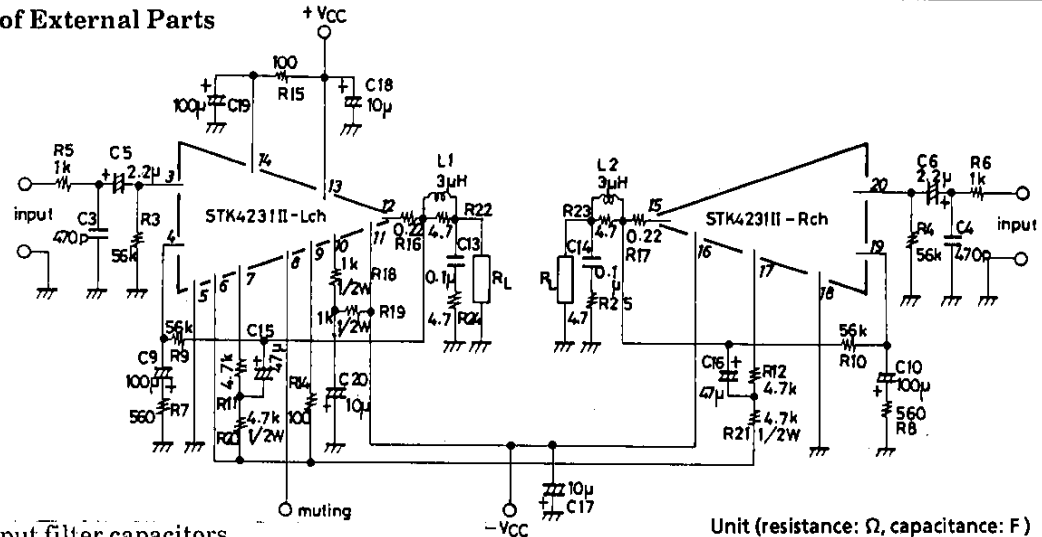 of External Parts
+VCC
100
R15
100μ
C19
C18
10μ
R5
1k
C5
2.2μ
3
14
13
12
L1
3μH
L2
3μH
C6
2.2μ
R6
1k
input
C3
470p
R3
56k
4
STK4231II-Lch
0.22
R16
4.7
R22
R23
4.7
0.22
R17
15
STK4231II-Rch
20
19
R4
56k
C4
470p
input
5
6
7
8
9
10
11
1k
1/2W
R18
1k
1/2W
R19
C13
0.1μ
4.7
R24
RL
RL
C14
0.1
μ
R25
4.7
16
17
18
56k
R9
C9
100μ
560
R7
4.7k
R11
C15
47μ
R20
4.7k
1/2W
R14
100
C20
10μ
C16
47μ
R12
4.7k
4.7k
R21
1/2W
56k
R10
C10
100μ
560
R8
muting
-VCC
10μ
C17
put filter capacitors
Unit (resistance: Ω, capacitance: F)